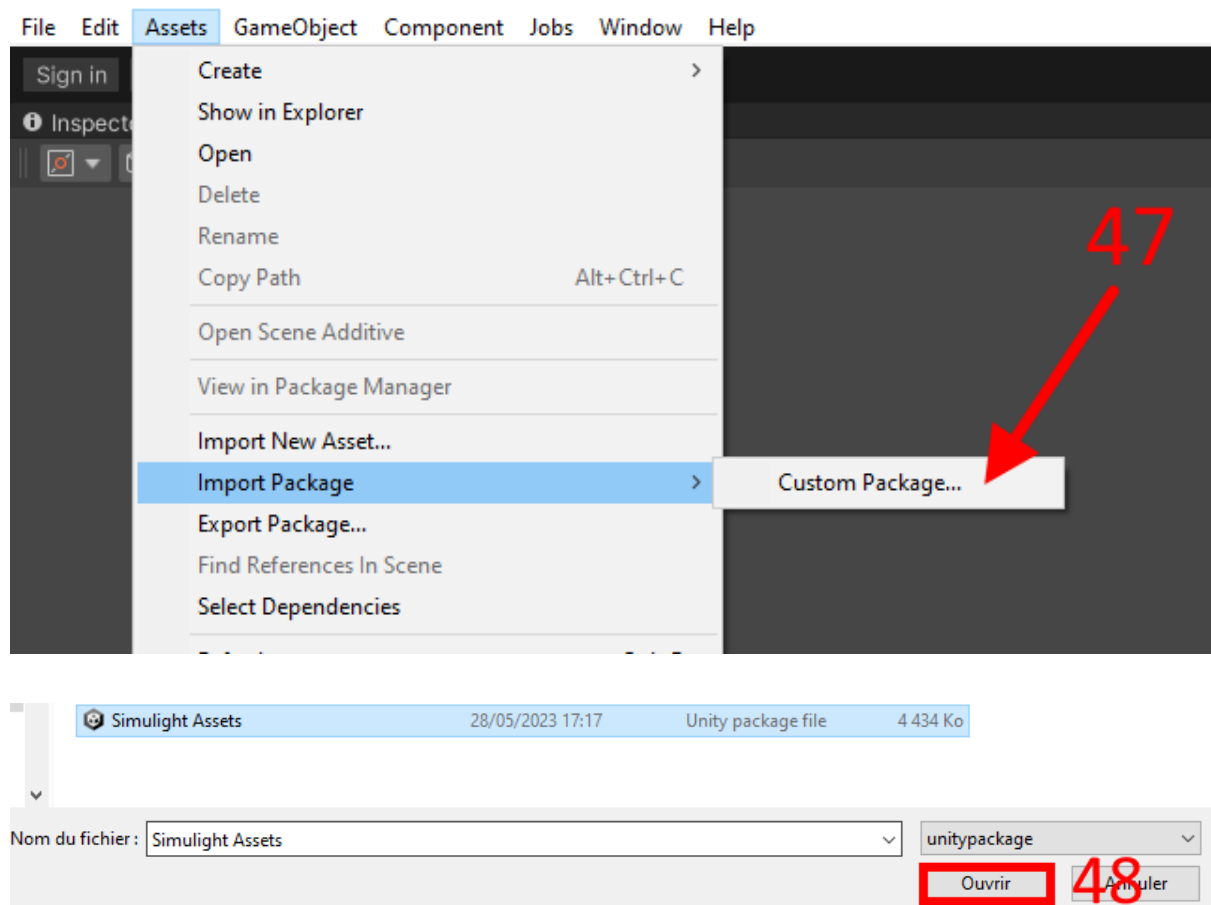 File Edit Assets GameObject Component Jobs Window Help
Sign in
Create
Show in Explorer
Inspecto
Open
Delete
Rename
47
Copy Path Alt+Ctrl+C
Open Scene Additive
View in Package Manager
Import New Asset...
Import Package Custom Package...
Export Package...
Find References In Scene
Select Dependencies
Simulight Assets 28/05/2023 17:17 Unity package file 4 434 Ko
Nom du fichier : Simulight Assets unitypackage
Ouvrir 48 Annuler